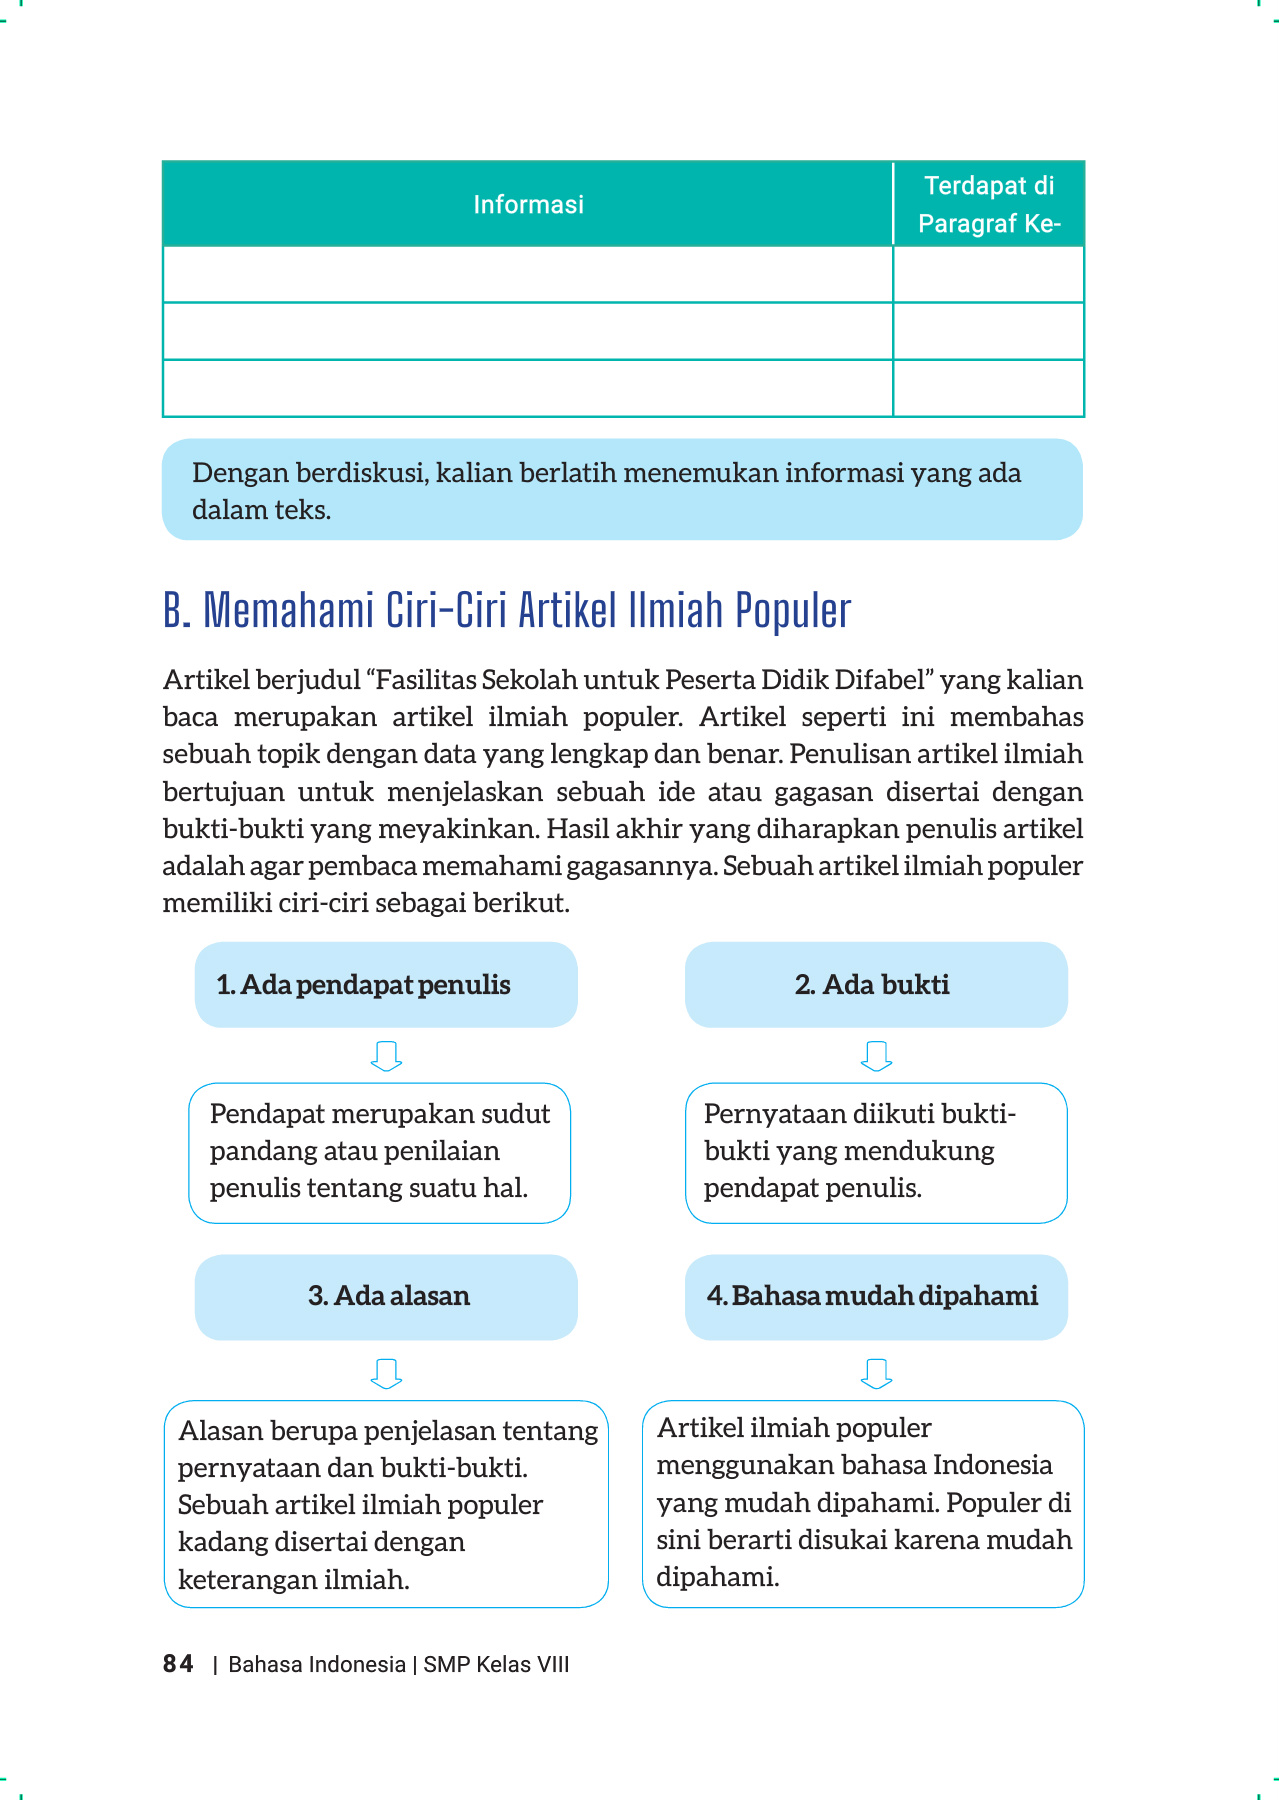 Informasi
Terdapat di
Paragraf Ke-
Dengan berdiskusi, kalian berlatih menemukan informasi yang ada
dalam teks.
B. Memahami Ciri-Ciri Artikel Ilmiah Populer
Artikel berjudul “Fasilitas Sekolah untuk Peserta Didik Difabel” yang kalian
baca merupakan artikel ilmiah populer. Artikel seperti ini membahas
sebuah topik dengan data yang lengkap dan benar. Penulisan artikel ilmiah
bertujuan untuk menjelaskan sebuah ide atau gagasan disertai dengan
bukti-bukti yang meyakinkan. Hasil akhir yang diharapkan penulis artikel
adalah agar pembaca memahami gagasannya. Sebuah artikel ilmiah populer
memiliki ciri-ciri sebagai berikut.
1. Ada pendapat penulis
Pendapat merupakan sudut
pandang atau penilaian
penulis tentang suatu hal.
2. Ada bukti
Pernyataan diikuti bukti-
bukti yang mendukung
pendapat penulis.
3. Ada alasan
Alasan berupa penjelasan tentang
pernyataan dan bukti-bukti.
Sebuah artikel ilmiah populer
kadang disertai dengan
keterangan ilmiah.
4. Bahasa mudah dipahami
Artikel ilmiah populer
menggunakan bahasa Indonesia
yang mudah dipahami. Populer di
sini berarti disukai karena mudah
dipahami.
84 | Bahasa Indonesia | SMP Kelas VIII